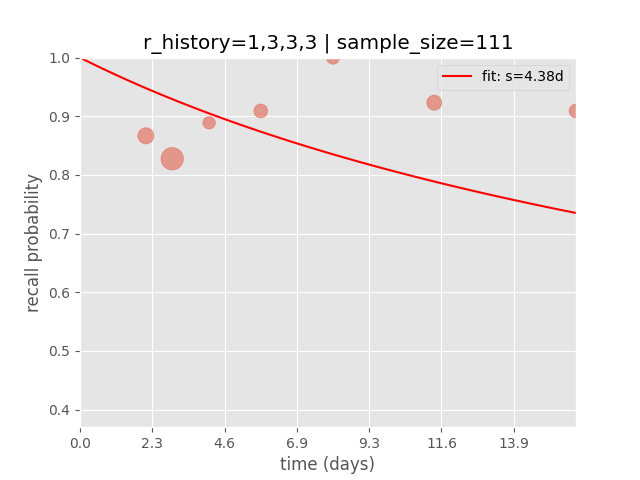 r_history=1,3,3,3 | sample_size=111
fit: s=4.38d
recall probability
1.0
0.9
0.8
0.7
0.6
0.5
0.4
0.0 2.3 4.6 6.9 9.3 11.6 13.9
time (days)